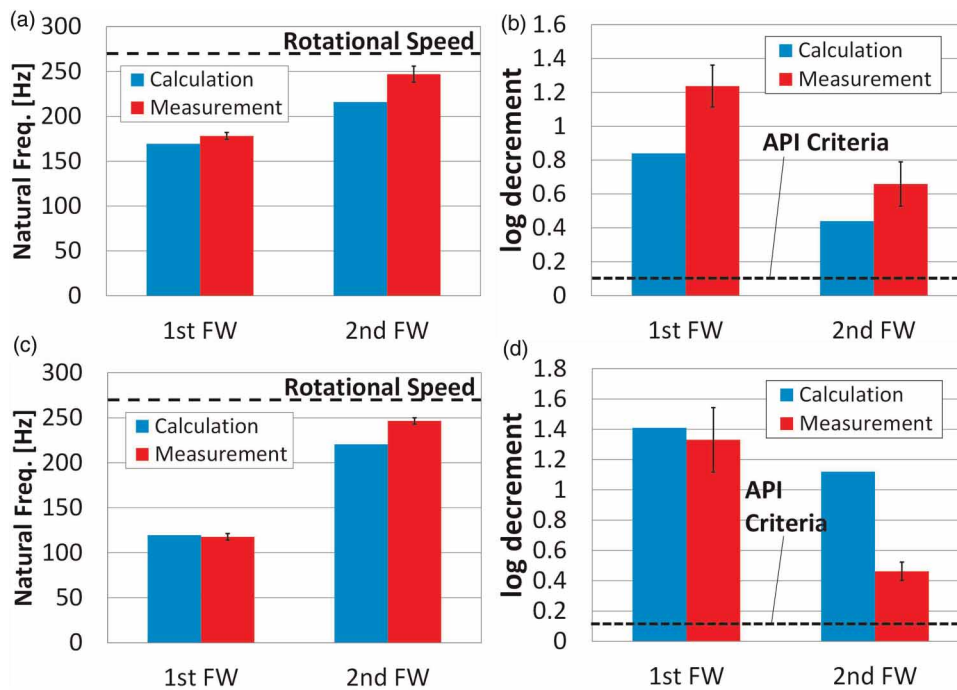 (a)
Natural Freq. [Hz]
300
250
200
150
100
50
0
Rotational Speed
Calculation
Measurement
1st FW
2nd FW
(b)
log decrement
1.6
1.4
1.2
1
0.8
0.6
0.4
0.2
0
Calculation
Measurement
API Criteria
1st FW
2nd FW
(c)
Natural Freq. [Hz]
300
250
200
150
100
50
0
Rotational Speed
Calculation
Measurement
1st FW
2nd FW
(d)
log decrement
1.8
1.6
1.4
1.2
1
0.8
0.6
0.4
0.2
0
Calculation
Measurement
API
Criteria
1st FW
2nd FW